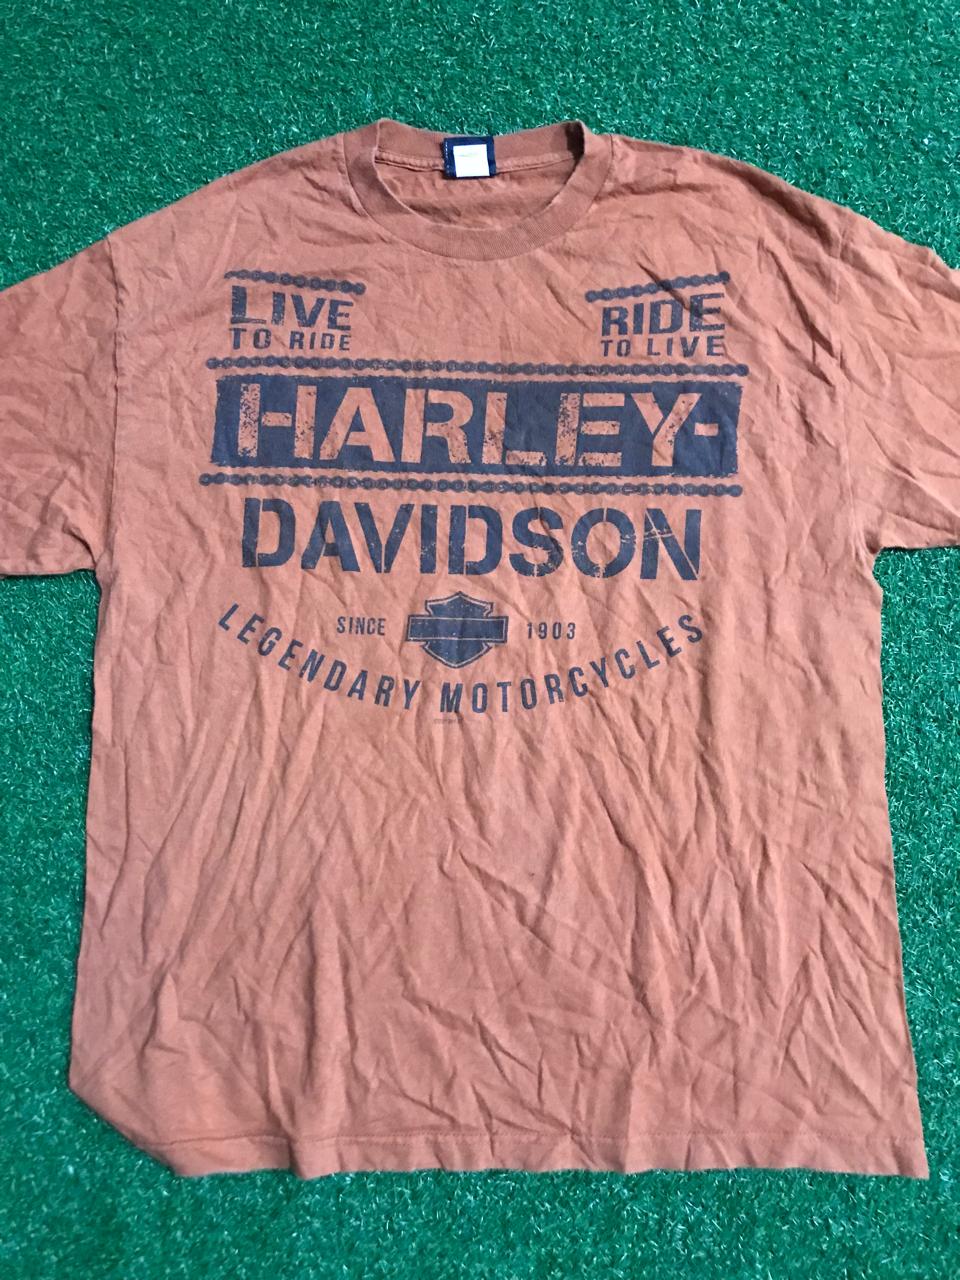 LIVE
TO RIDE
RIDE
TO LIVE
HARLEY-
DAVIDSON
SINCE 1903
LEGENDARY MOTORCYCLES